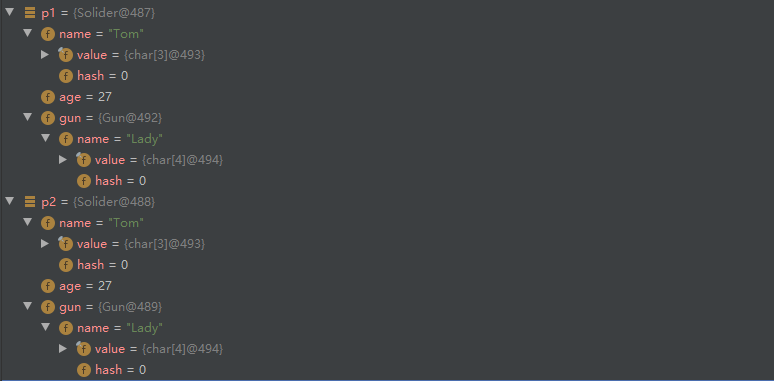 p1 = {Solider@487}
f name = "Tom"
f value = {char[3]@493}
f hash = 0
f age = 27
f gun = {Gun@492}
f name = "Lady"
f value = {char[4]@494}
f hash = 0
p2 = {Solider@488}
f name = "Tom"
f value = {char[3]@493}
f hash = 0
f age = 27
f gun = {Gun@489}
f name = "Lady"
f value = {char[4]@494}
f hash = 0